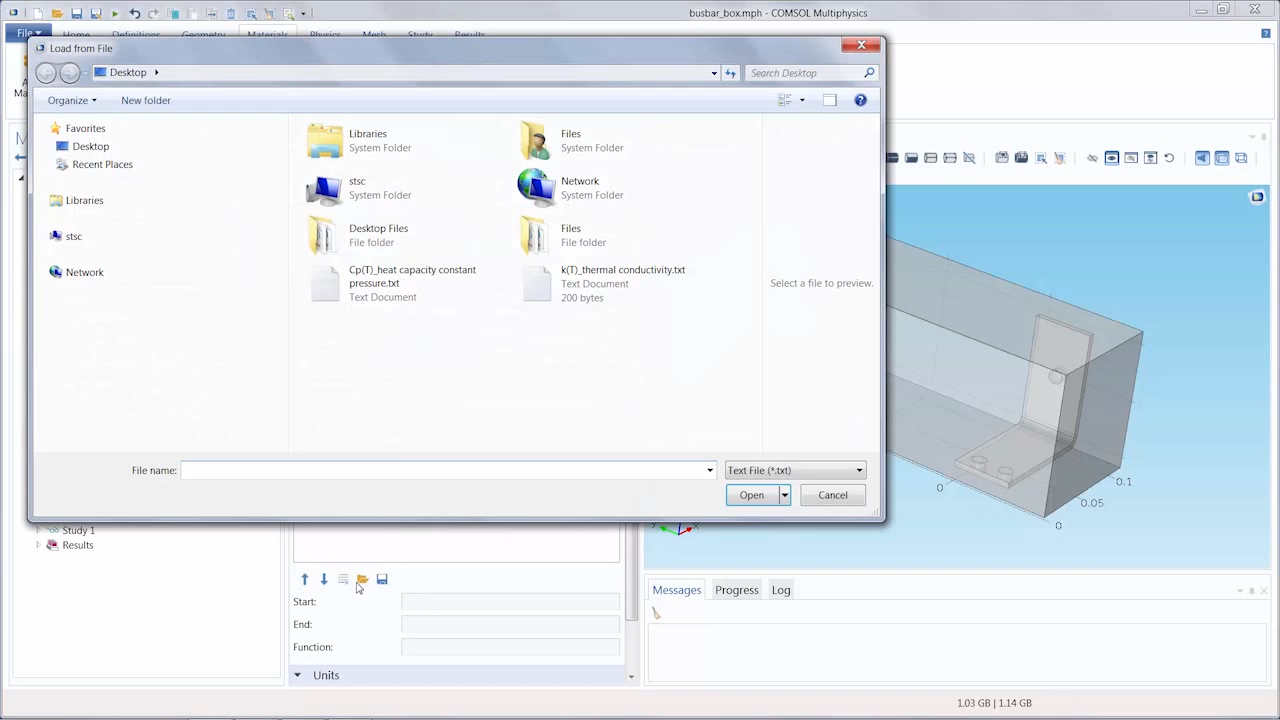 busbar_box.mph - COMSOL Multiphysics
File Home Definitions Geometry Materials Physics Mesh Study Results
Load from File
Desktop
Search Desktop
Organize New folder
Favorites
Desktop
Recent Places
Libraries
stsc
Network
Libraries
System Folder
Files
System Folder
stsc
System Folder
Network
System Folder
Desktop Files
File folder
Files
File folder
Cp(T)_heat capacity constant
pressure.txt
Text Document
k(T)_thermal conductivity.txt
Text Document
200 bytes
Select a file to preview.
File name:
Text File (*.txt)
Open Cancel
Study 1
Results
Start:
End:
Function:
Units
0
0.1
0.05
0
y x
Messages Progress Log
1.03 GB | 1.14 GB